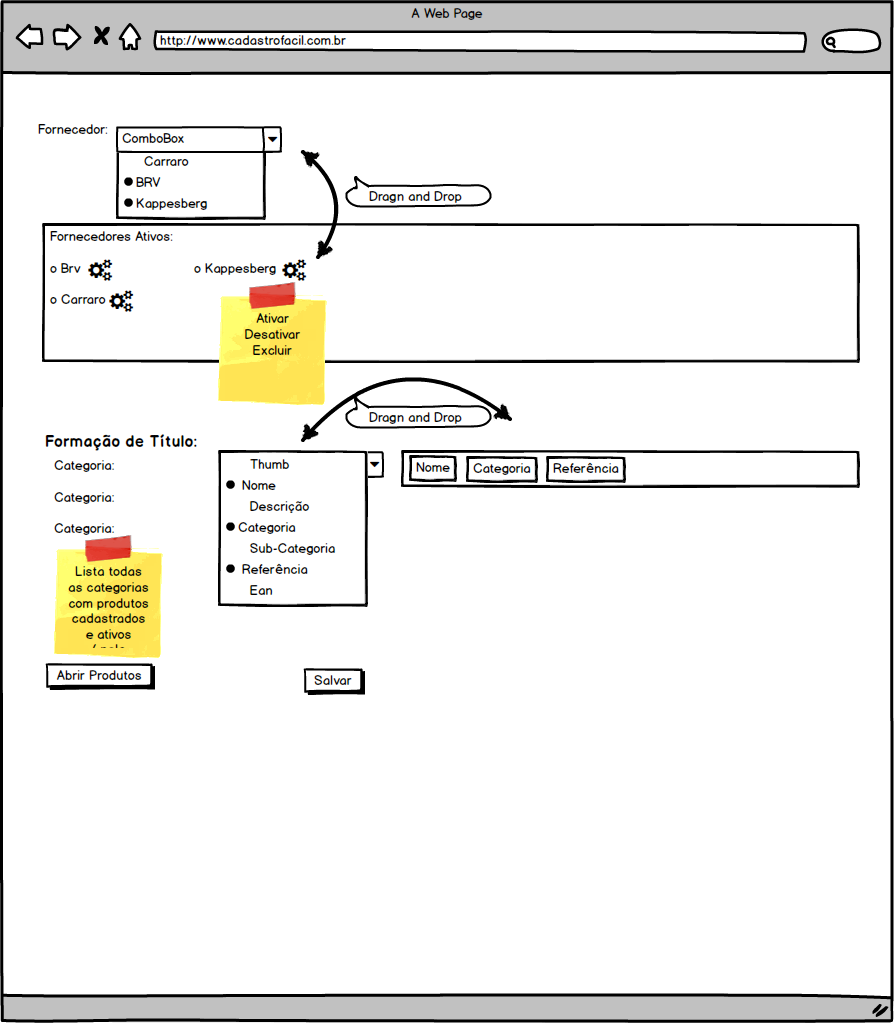 A Web Page
http://www.cadastrofacil.com.br
Fornecedor:
ComboBox
Carraro
BRV
Kappesberg
Dragn and Drop
Fornecedores Ativos:
o Brv
o Kappesberg
o Carraro
Ativar
Desativar
Excluir
Dragn and Drop
Formação de Título:
Categoria:
Categoria:
Categoria:
Thumb
Nome
Descrição
Categoria
Sub-Categoria
Referência
Ean
Nome
Categoria
Referência
Lista todas
as categorias
com produtos
cadastrados
e ativos
Abrir Produtos
Salvar